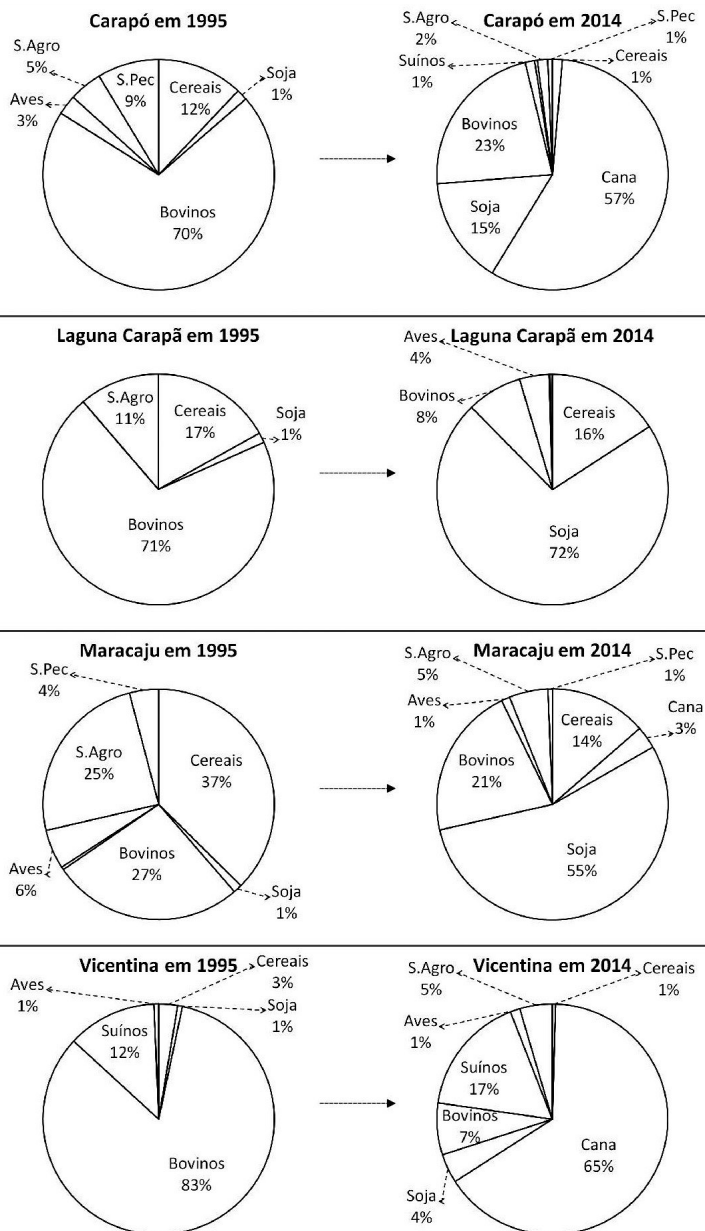 Carapó em 1995
S.Agro
5%
Aves
3%
S.Pec
9%
Cereais
12%
Soja
1%
Bovinos
70%
Carapó em 2014
S.Agro
2%
Suínos
1%
S.Pec
1%
Cereais
1%
Bovinos
23%
Cana
57%
Soja
15%
Laguna Carapã em 1995
S.Agro
11%
Cereais
17%
Soja
1%
Bovinos
71%
Laguna Carapã em 2014
Aves
4%
Bovinos
8%
Cereais
16%
Soja
72%
Maracaju em 1995
S.Pec
4%
S.Agro
25%
Cereais
37%
Bovinos
27%
Aves
6%
Soja
1%
Maracaju em 2014
S.Agro
5%
S.Pec
1%
Aves
1%
Cana
3%
Cereais
14%
Bovinos
21%
Soja
55%
Vicentina em 1995
Cereais
3%
Aves
1%
Soja
1%
Suínos
12%
Bovinos
83%
Vicentina em 2014
S.Agro
5%
Cereais
1%
Aves
1%
Suínos
17%
Bovinos
7%
Cana
65%
Soja
4%